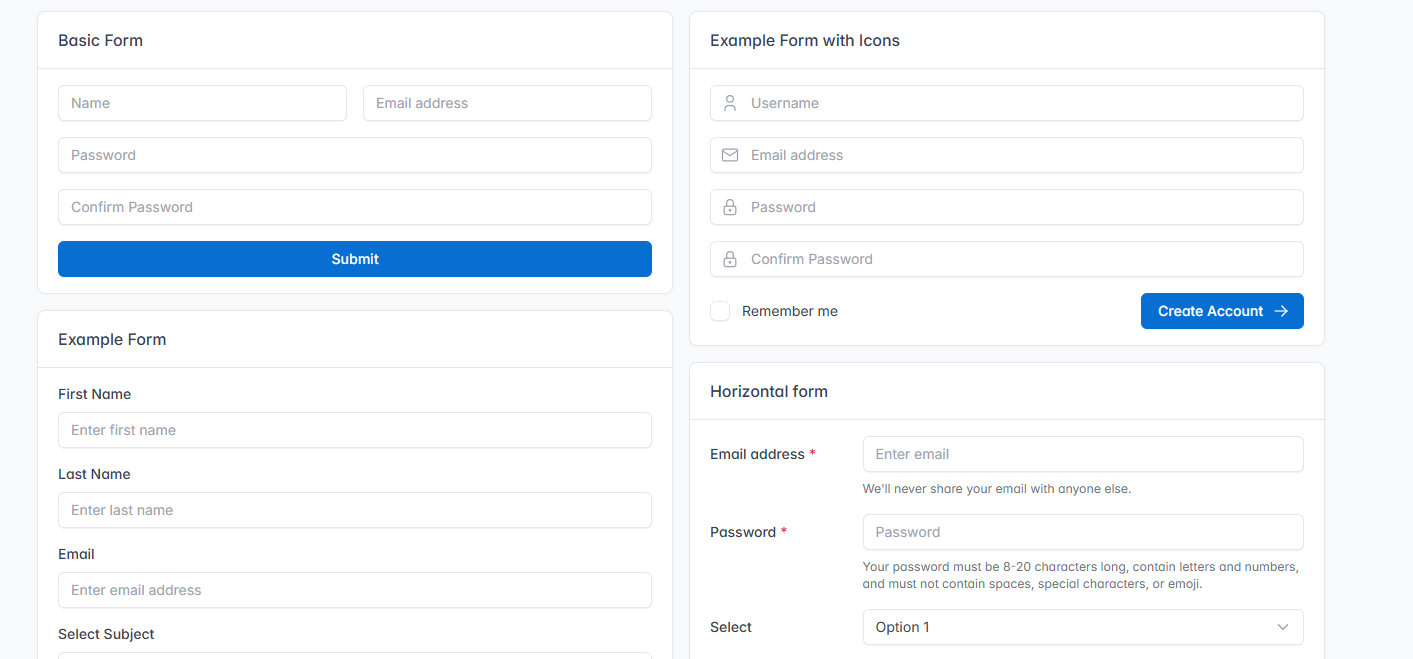 Basic Form
Name
Email address
Password
Confirm Password
Submit
Example Form
First Name
Enter first name
Last Name
Enter last name
Email
Enter email address
Select Subject
Example Form with Icons
Username
Email address
Password
Confirm Password
Remember me
Create Account
Horizontal form
Email address *
Enter email
We'll never share your email with anyone else.
Password *
Password
Your password must be 8-20 characters long, contain letters and numbers,
and must not contain spaces, special characters, or emoji.
Select
Option 1